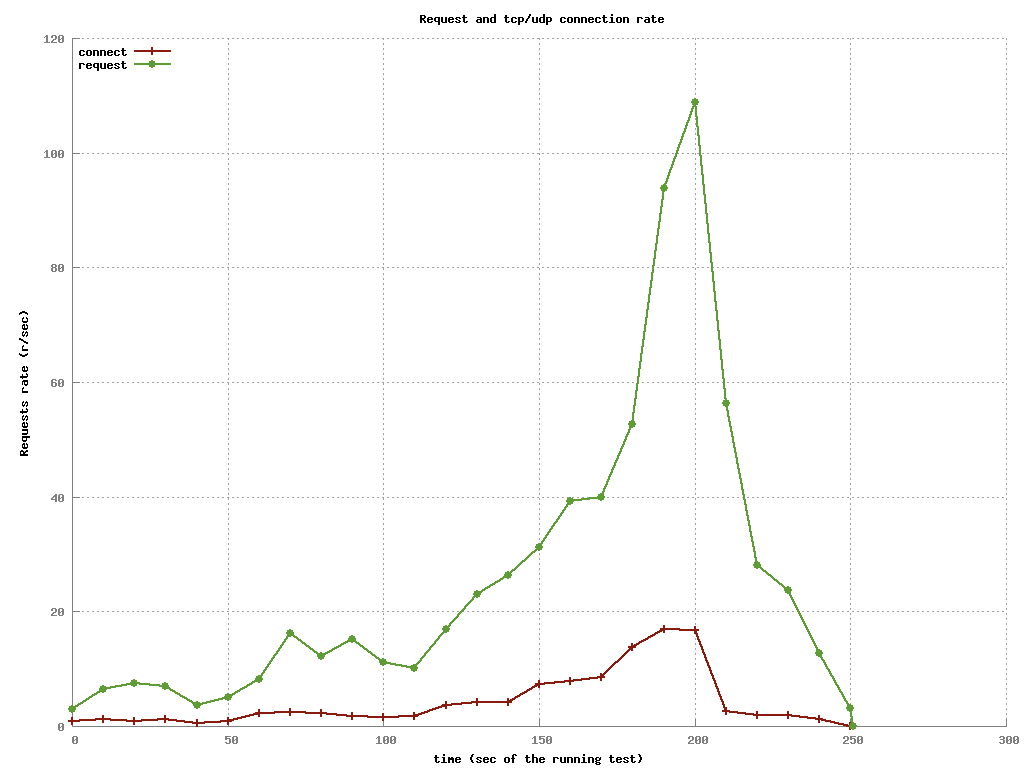 Request and tcp/udp connection rate
connect
request
120
100
80
60
40
20
0
Requests rate (r/sec)
0 50 100 150 200 250 300
time (sec of the running test)